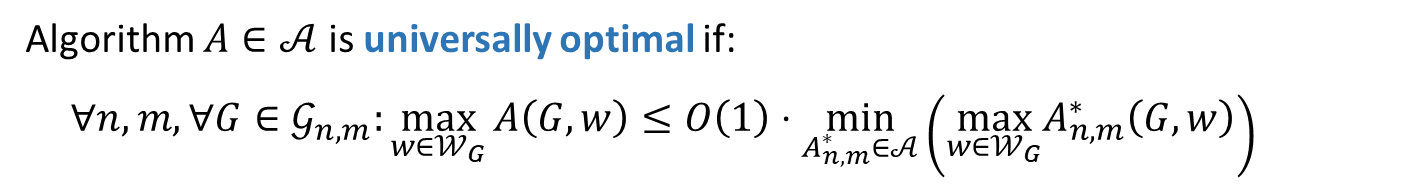 Algorithm 𝐴 ∈ 𝒜 is universally optimal if:
∀𝑛, 𝑚, ∀𝐺 ∈ 𝒢_{𝑛,𝑚}: max_{𝑤∈𝒲_𝐺} 𝐴(𝐺, 𝑤) ≤ 𝑂(1) · min_{𝐴*_{𝑛,𝑚}∈𝒜} (max_{𝑤∈𝒲_𝐺} 𝐴*_{𝑛,𝑚}(𝐺, 𝑤))